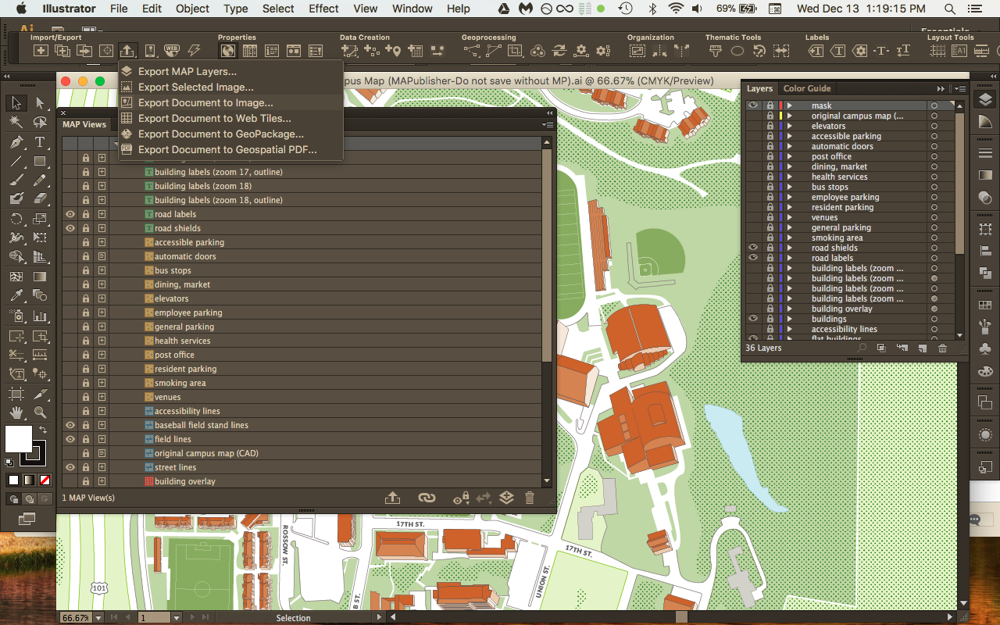 Illustrator File Edit Object Type Select Effect View Window Help 69% Wed Dec 13 1:19:15 PM
Ai Essentials
Import/Export Properties Data Creation Geoprocessing Organization Thematic Tools Labels Layout Tools
WEB
Export MAP Layers...
Export Selected Image...
Export Document to Image...
Export Document to Web Tiles...
Export Document to GeoPackage...
PDF Export Document to Geospatial PDF...
pus Map (MAPublisher-Do not save without MP).ai @ 66.67% (CMYK/Preview)
MAP Views
building labels (zoom 17, outline)
building labels (zoom 18)
building labels (zoom 18, outline)
road labels
road shields
accessible parking
automatic doors
bus stops
dining, market
elevators
employee parking
general parking
health services
post office
resident parking
smoking area
venues
accessibility lines
baseball field stand lines
field lines
original campus map (CAD)
street lines
building overlay
1 MAP View(s)
Layers Color Guide
mask
original campus map (...
elevators
accessible parking
automatic doors
post office
dining, market
health services
bus stops
employee parking
resident parking
venues
general parking
smoking area
road shields
road labels
building labels (zoom ...
building labels (zoom ...
building labels (zoom ...
building labels (zoom ...
building overlay
buildings
accessibility lines
flat buildings
36 Layers
17TH ST.
ROSSOW ST.
17TH ST.
UNION ST.
B ST.
101
66.67% 1 Selection